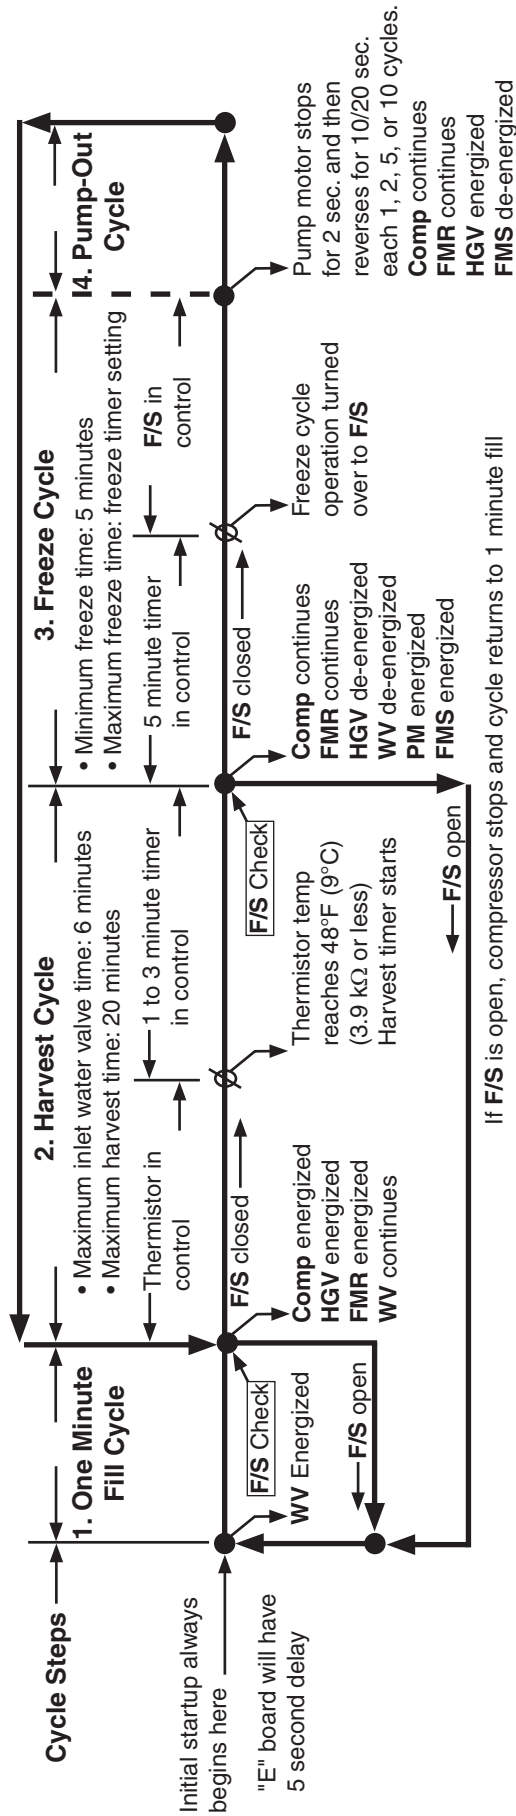 Cycle Steps
1. One Minute
Fill Cycle
2. Harvest Cycle
• Maximum inlet water valve time: 6 minutes
• Maximum harvest time: 20 minutes
Thermistor in
control
1 to 3 minute timer
in control
3. Freeze Cycle
• Minimum freeze time: 5 minutes
• Maximum freeze time: freeze timer setting
5 minute timer
in control
F/S in
control
4. Pump-Out
Cycle
Initial startup always
begins here
"E" board will have
5 second delay
F/S Check
WV Energized
F/S open
F/S closed
Comp energized
HGV energized
FMR energized
WV continues
Thermistor temp
reaches 48°F (9°C)
(3.9 kΩ or less)
Harvest timer starts
F/S Check
F/S closed
Comp continues
FMR continues
HGV de-energized
WV de-energized
PM energized
FMS energized
Freeze cycle
operation turned
over to F/S
Pump motor stops
for 2 sec. and then
reverses for 10/20 sec.
each 1, 2, 5, or 10 cycles.
Comp continues
FMR continues
HGV energized
FMS de-energized
F/S open
If F/S is open, compressor stops and cycle returns to 1 minute fill